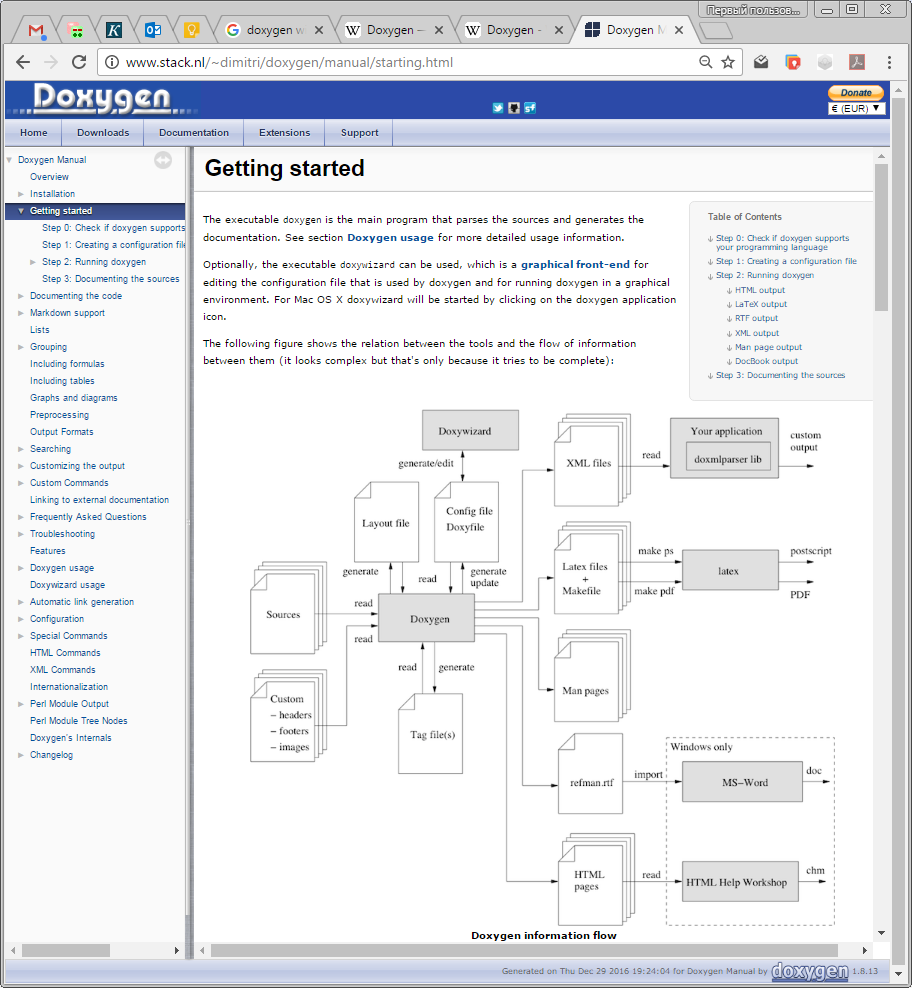 Первый пользов...
doxygen w
Doxygen –
Doxygen -
Doxygen M
www.stack.nl/~dimitri/doxygen/manual/starting.html
Doxygen
Donate
€ (EUR) ▼
Home
Downloads
Documentation
Extensions
Support
Doxygen Manual
Overview
Installation
Getting started
Step 0: Check if doxygen supports
Step 1: Creating a configuration file
Step 2: Running doxygen
Step 3: Documenting the sources
Documenting the code
Markdown support
Lists
Grouping
Including formulas
Including tables
Graphs and diagrams
Preprocessing
Output Formats
Searching
Customizing the output
Custom Commands
Linking to external documentation
Frequently Asked Questions
Troubleshooting
Features
Doxygen usage
Doxywizard usage
Automatic link generation
Configuration
Special Commands
HTML Commands
XML Commands
Internationalization
Perl Module Output
Perl Module Tree Nodes
Doxygen's Internals
Changelog
Getting started
The executable doxygen is the main program that parses the sources and generates the
documentation. See section Doxygen usage for more detailed usage information.
Optionally, the executable doxywizard can be used, which is a graphical front-end for
editing the configuration file that is used by doxygen and for running doxygen in a graphical
environment. For Mac OS X doxywizard will be started by clicking on the doxygen application
icon.
The following figure shows the relation between the tools and the flow of information
between them (it looks complex but that's only because it tries to be complete):
Table of Contents
↓ Step 0: Check if doxygen supports
your programming language
↓ Step 1: Creating a configuration file
↓ Step 2: Running doxygen
↓ HTML output
↓ LaTeX output
↓ RTF output
↓ XML output
↓ Man page output
↓ DocBook output
↓ Step 3: Documenting the sources
Doxywizard
generate/edit
Layout file
Config file
Doxyfile
generate
read
generate
update
Sources
read
Doxygen
read
Custom
– headers
– footers
– images
read
generate
Tag file(s)
XML files
read
Your application
doxmlparser lib
custom
output
Latex files
+
Makefile
make ps
make pdf
latex
postscript
PDF
Man pages
refman.rtf
import
Windows only
MS–Word
doc
HTML
pages
read
HTML Help Workshop
chm
Doxygen information flow
Generated on Thu Dec 29 2016 19:24:04 for Doxygen Manual by doxygen 1.8.13